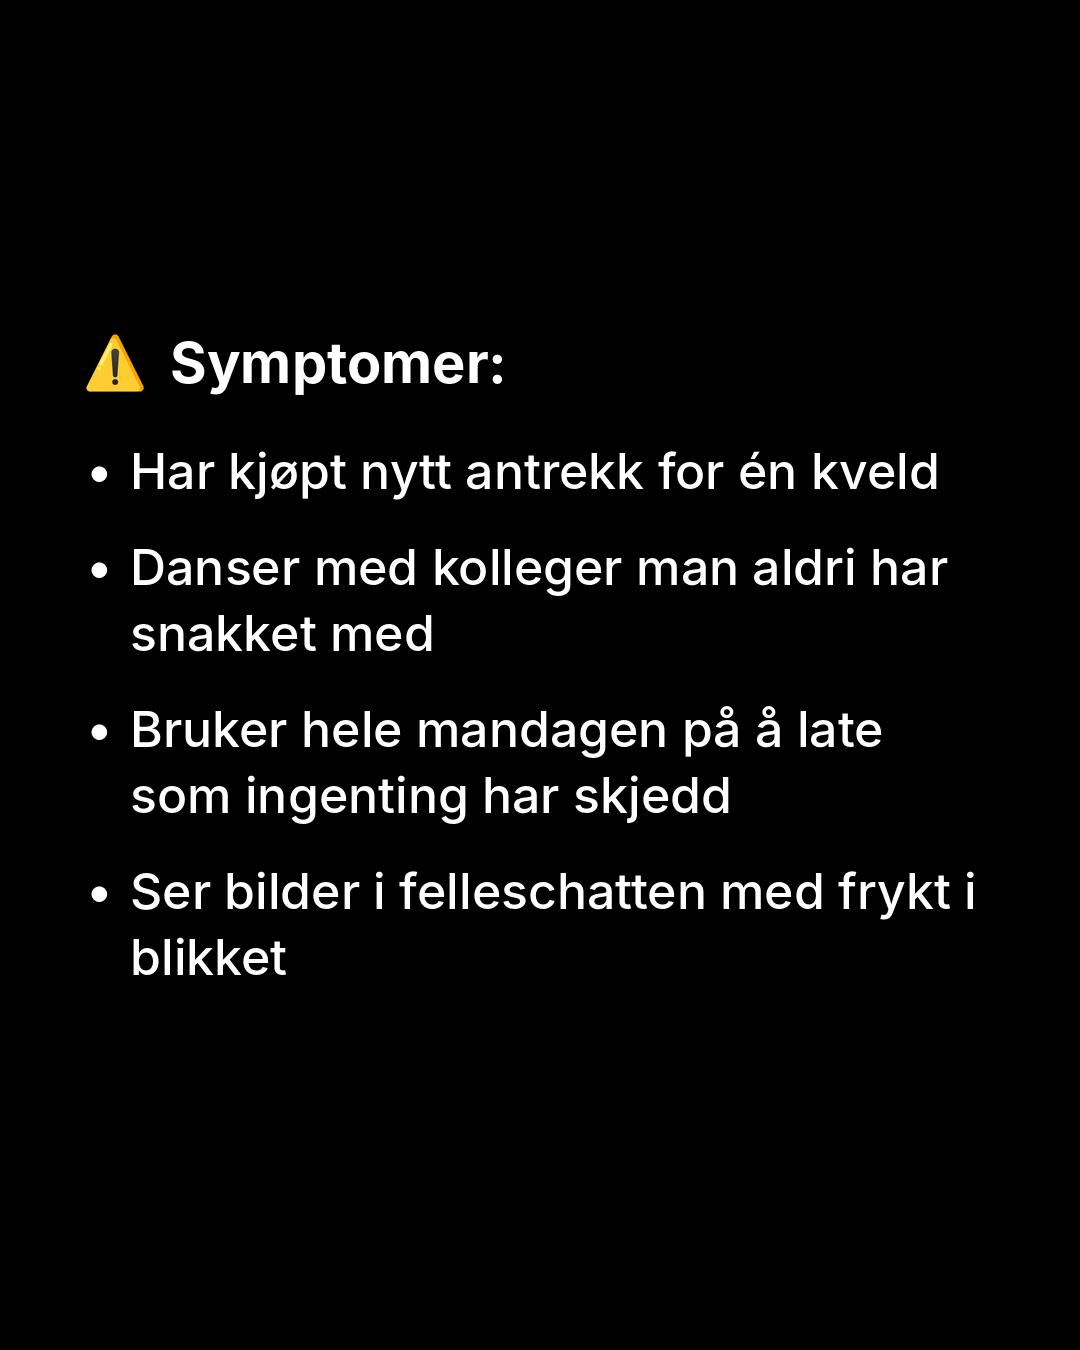 ⚠️ Symptomer:
• Har kjøpt nytt antrekk for én kveld
• Danser med kolleger man aldri har
snakket med
• Bruker hele mandagen på å late
som ingenting har skjedd
• Ser bilder i felleschatten med frykt i
blikket